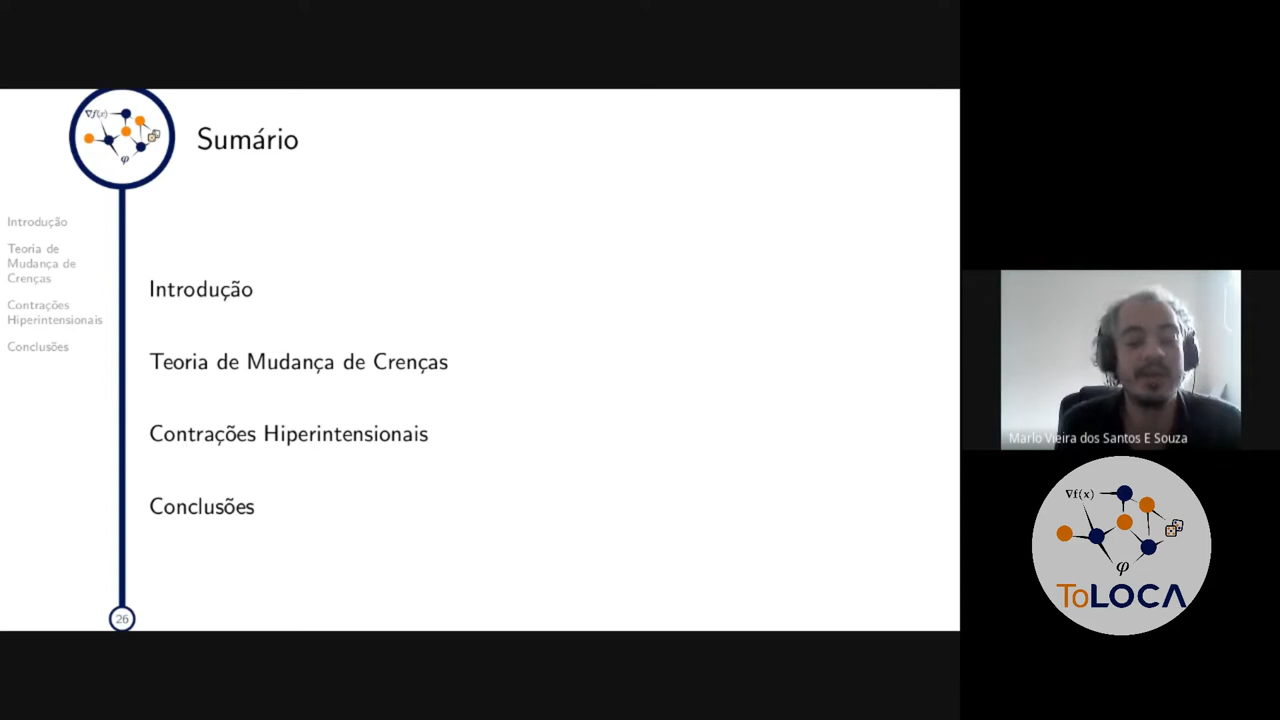 ∇f(x)
φ
Sumário
Introdução
Teoria de
Mudança de
Crenças
Contrações
Hiperintensionais
Conclusões
Introdução
Teoria de Mudança de Crenças
Contrações Hiperintensionais
Conclusões
26
Marlo Vieira dos Santos E Souza
∇f(x)
φ
ToLOCA